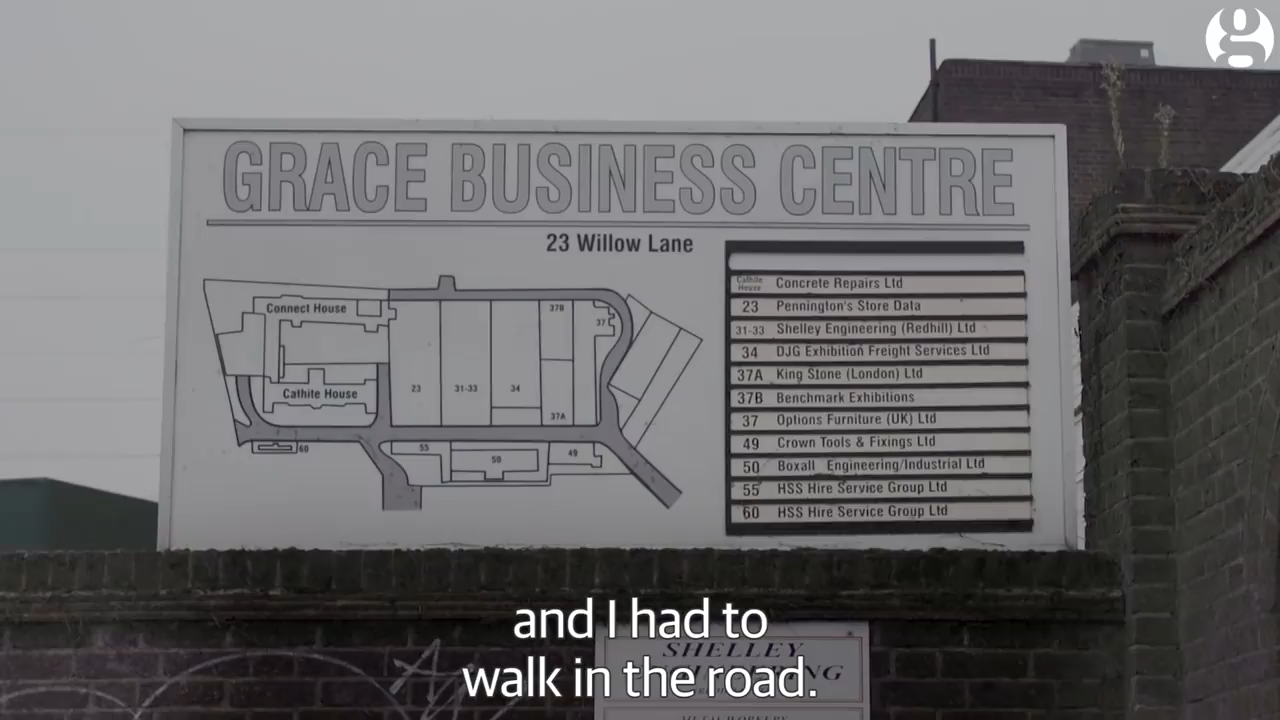 g
GRACE BUSINESS CENTRE
23 Willow Lane
Connect House
Cathite House
23
31-33
34
37B
37A
37
60
55
50
49
Cathite House Concrete Repairs Ltd
23 Pennington's Store Data
31-33 Shelley Engineering (Redhill) Ltd
34 DJG Exhibition Freight Services Ltd
37A King Stone (London) Ltd
37B Benchmark Exhibitions
37 Options Furniture (UK) Ltd
49 Crown Tools & Fixings Ltd
50 Boxall Engineering/Industrial Ltd
55 HSS Hire Service Group Ltd
60 HSS Hire Service Group Ltd
SHELLEY
and I had to
walk in the road.